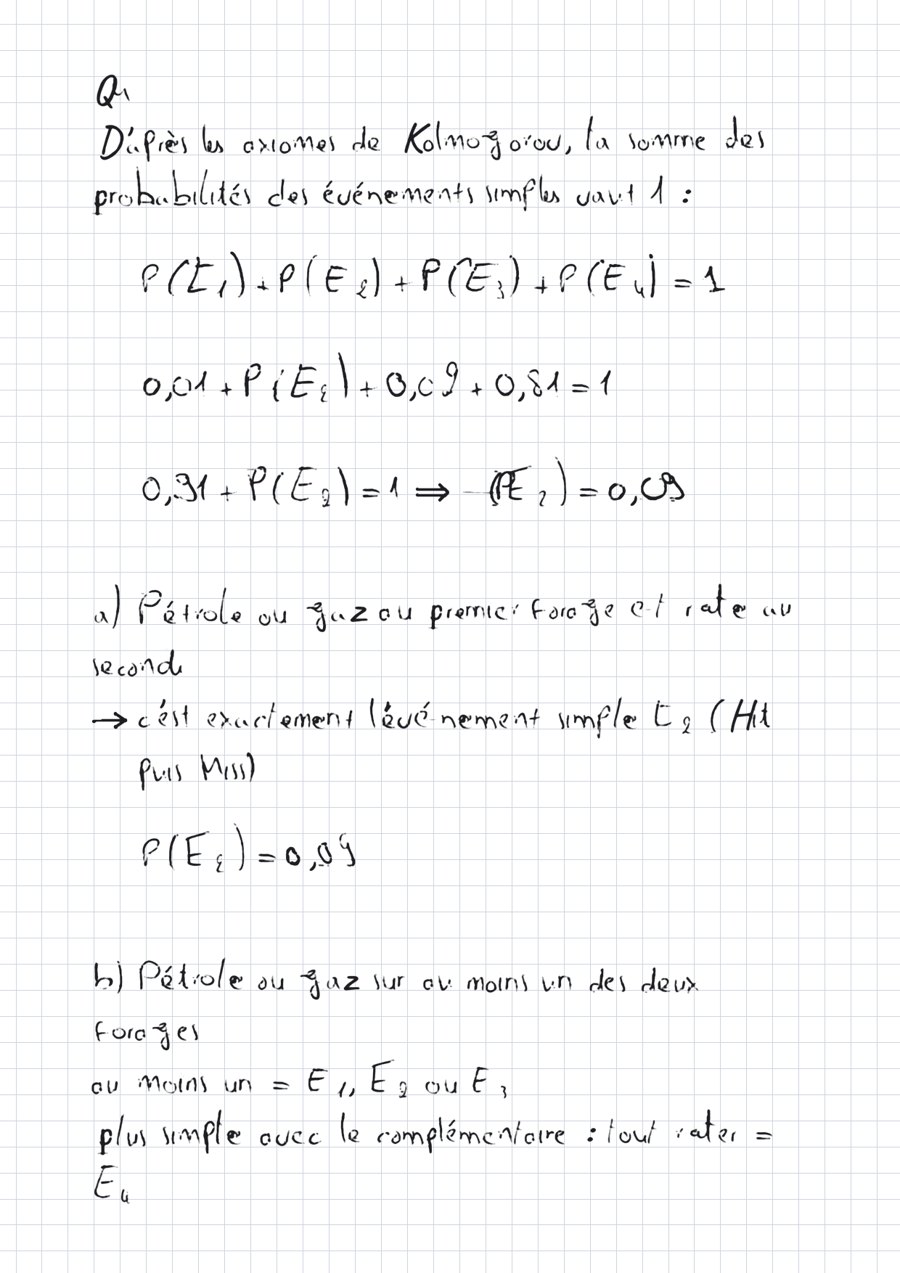 Q1
D'après les axiomes de Kolmogorov, la somme des
probabilités des événements simples vaut 1 :
P(E₁) + P(E₂) + P(E₃) + P(E₄) = 1
0,01 + P(E₂) + 0,09 + 0,81 = 1
0,91 + P(E₂) = 1 ⇒ P(E₂) = 0,09
a) Pétrole ou gaz au premier forage et rate au
second
→ c'est exactement l'événement simple E₂ (Hit
puis Miss)
P(E₂) = 0,09
b) Pétrole ou gaz sur au moins un des deux
forages
au moins un = E₁, E₂ ou E₃
plus simple avec le complémentaire : tout rater =
E₄